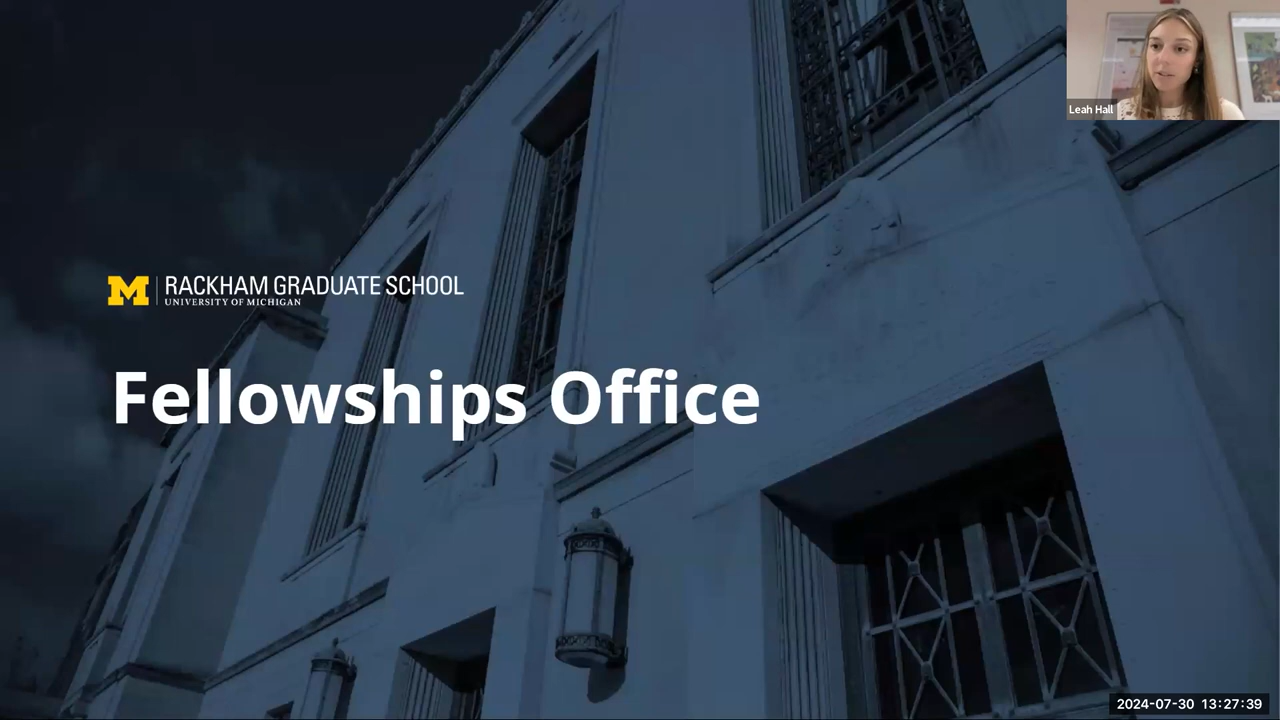 Leah Hall
M RACKHAM GRADUATE SCHOOL
UNIVERSITY OF MICHIGAN
Fellowships Office
2024-07-30 13:27:39